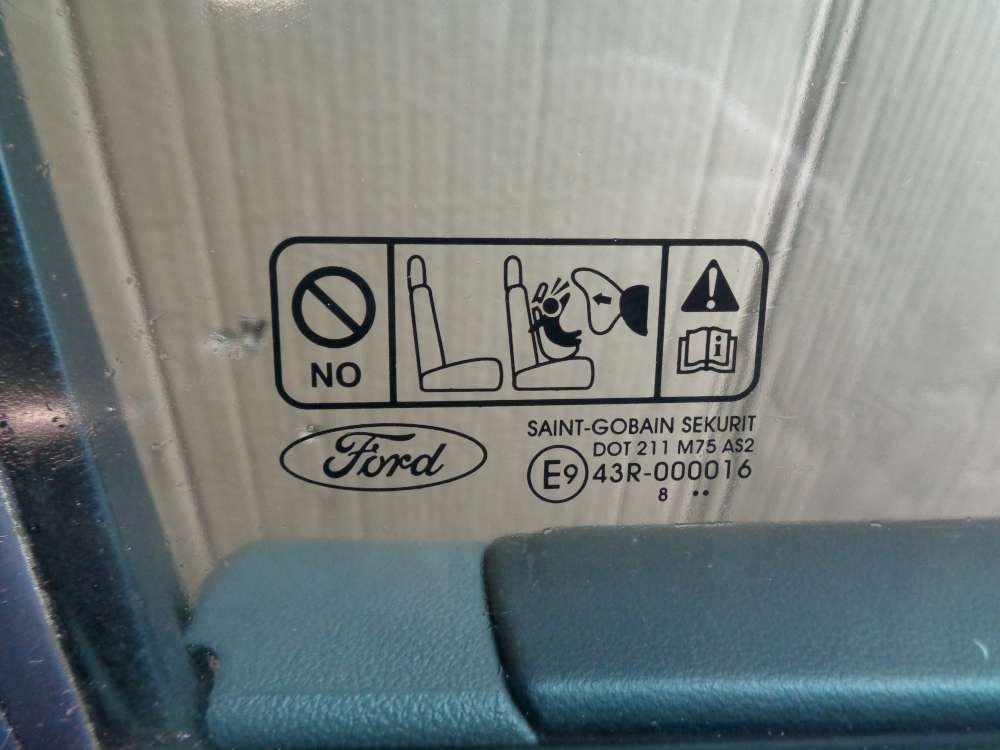 NO
i
Ford
SAINT-GOBAIN SEKURIT
DOT 211 M75 AS2
E9 43R-000016
8 ••